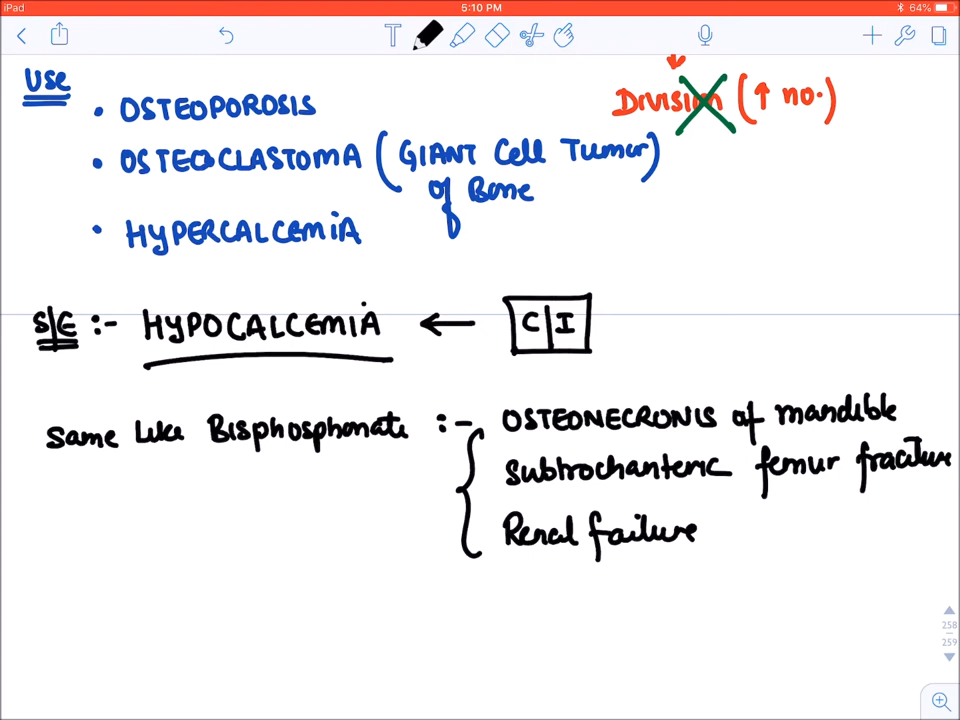 iPad 5:10 PM 64%
T
Use
Division (↑ no.)
• OSTEOPOROSIS
• OSTEOCLASTOMA (GIANT Cell Tumor)
of Bone
• HYPERCALCEMIA
S/E :- HYPOCALCEMIA ← C|I
Same Like Bisphosphonate :- OSTEONECRONIS of mandible
Subtrochanteric femur fracture
Renal failure
258
259